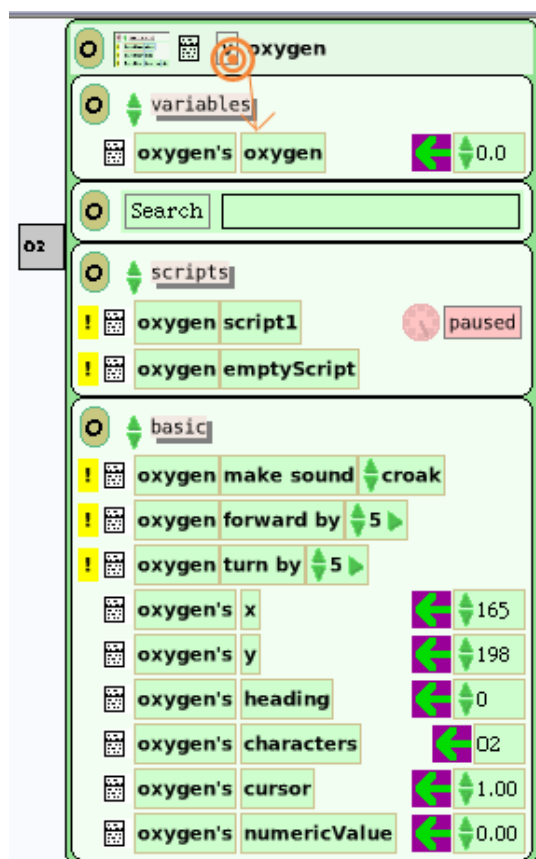 O v oxygen
O variables
oxygen's oxygen 0.0
O Search
O2
O scripts
! oxygen script1 paused
! oxygen emptyScript
O basic
! oxygen make sound croak
! oxygen forward by 5
! oxygen turn by 5
oxygen's x 165
oxygen's y 198
oxygen's heading 0
oxygen's characters O2
oxygen's cursor 1.00
oxygen's numericValue 0.00